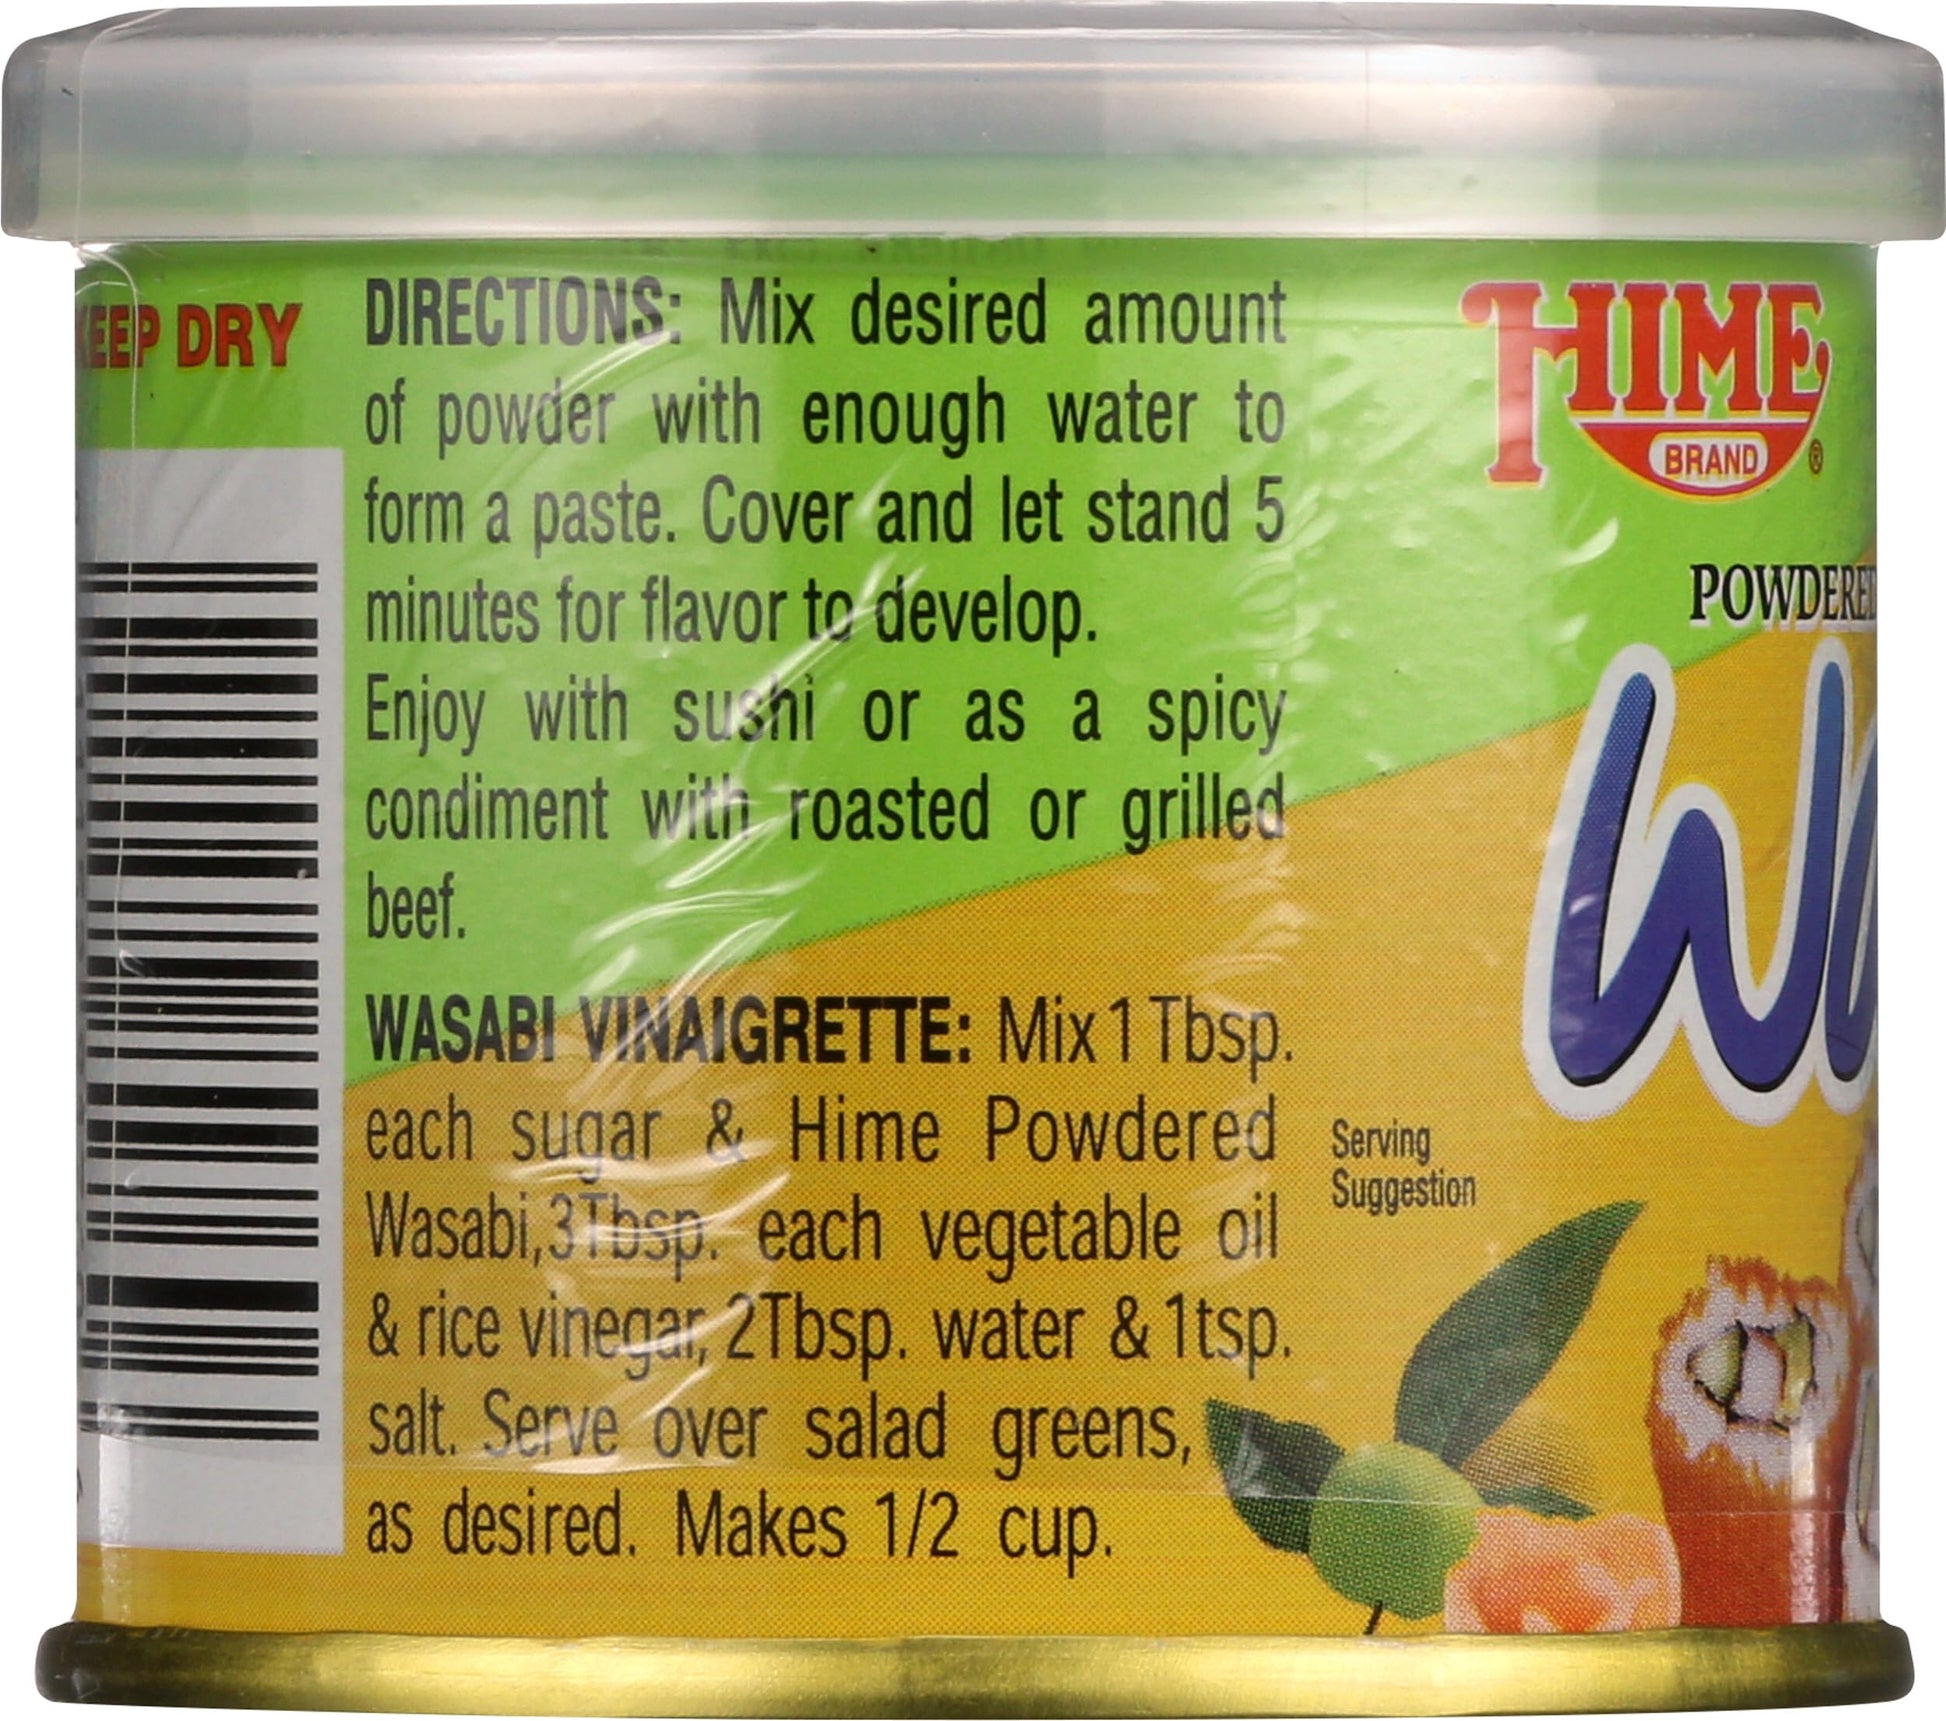 KEEP DRY
DIRECTIONS: Mix desired amount
of powder with enough water to
form a paste. Cover and let stand 5
minutes for flavor to develop.
Enjoy with sushi or as a spicy
condiment with roasted or grilled
beef.
WASABI VINAIGRETTE: Mix 1 Tbsp.
each sugar & Hime Powdered
Wasabi,3Tbsp. each vegetable oil
& rice vinegar, 2Tbsp. water & 1tsp.
salt. Serve over salad greens,
as desired. Makes 1/2 cup.
HIME
BRAND
®
POWDERED
Serving
Suggestion